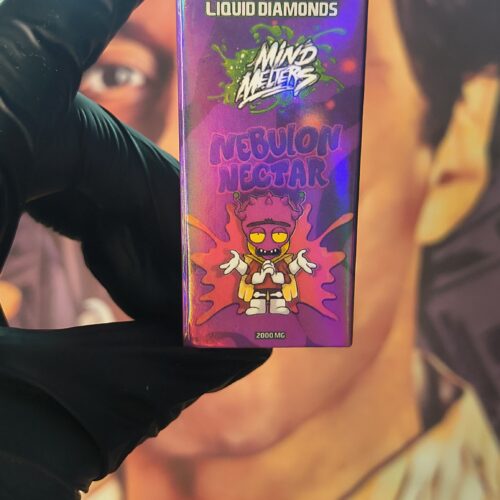 LIQUID DIAMONDS
MIND
MELTERS
NEBULON
NECTAR
2000 MG